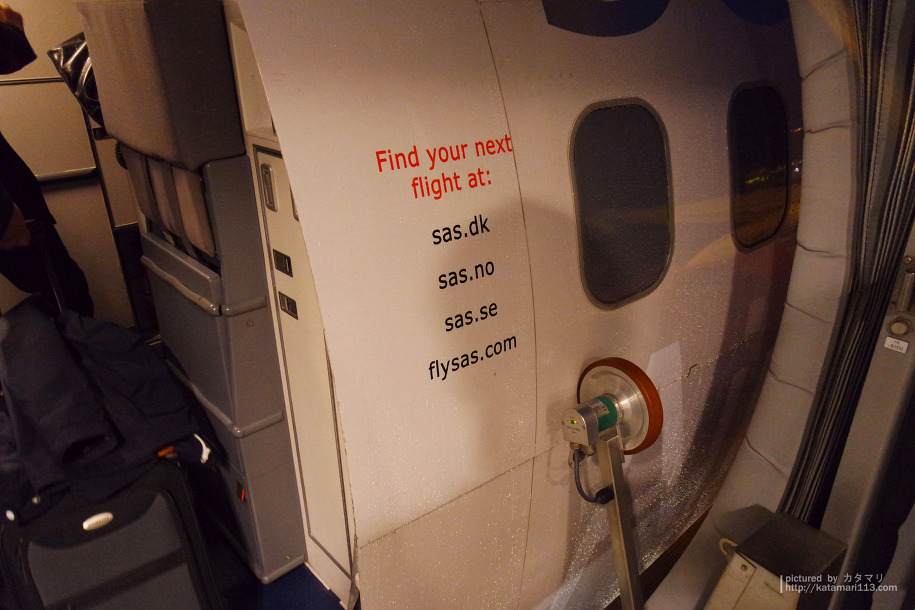 Find your next
flight at:
sas.dk
sas.no
sas.se
flysas.com
pictured by カタマリ
http://katamari113.com